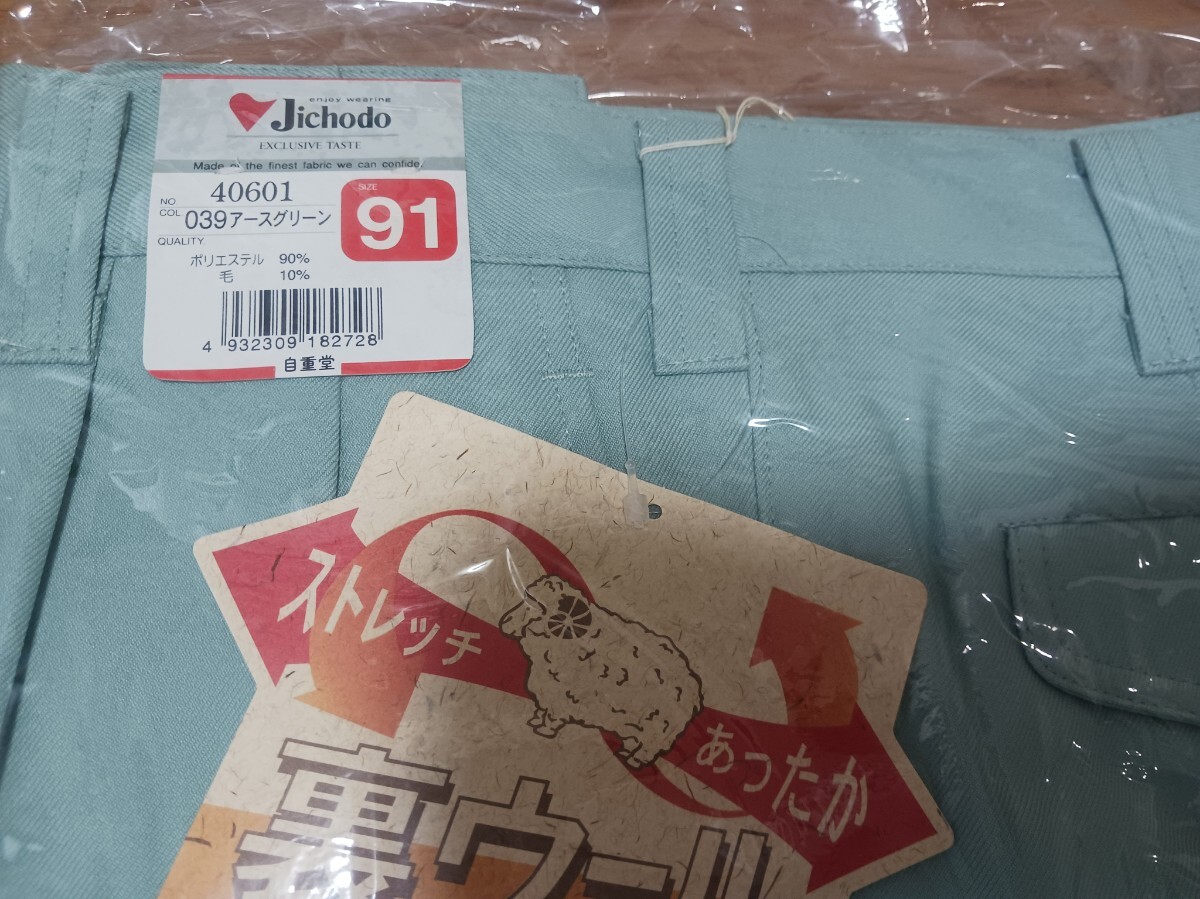 enjoy wearing
Jichodo
EXCLUSIVE TASTE
Made of the finest fabric we can confide.
NO 40601
COL 039アースグリーン
SIZE
91
QUALITY
ポリエステル 90%
毛 10%
4 932309 182728
自重堂
ストレッチ
あったか
裏ウール